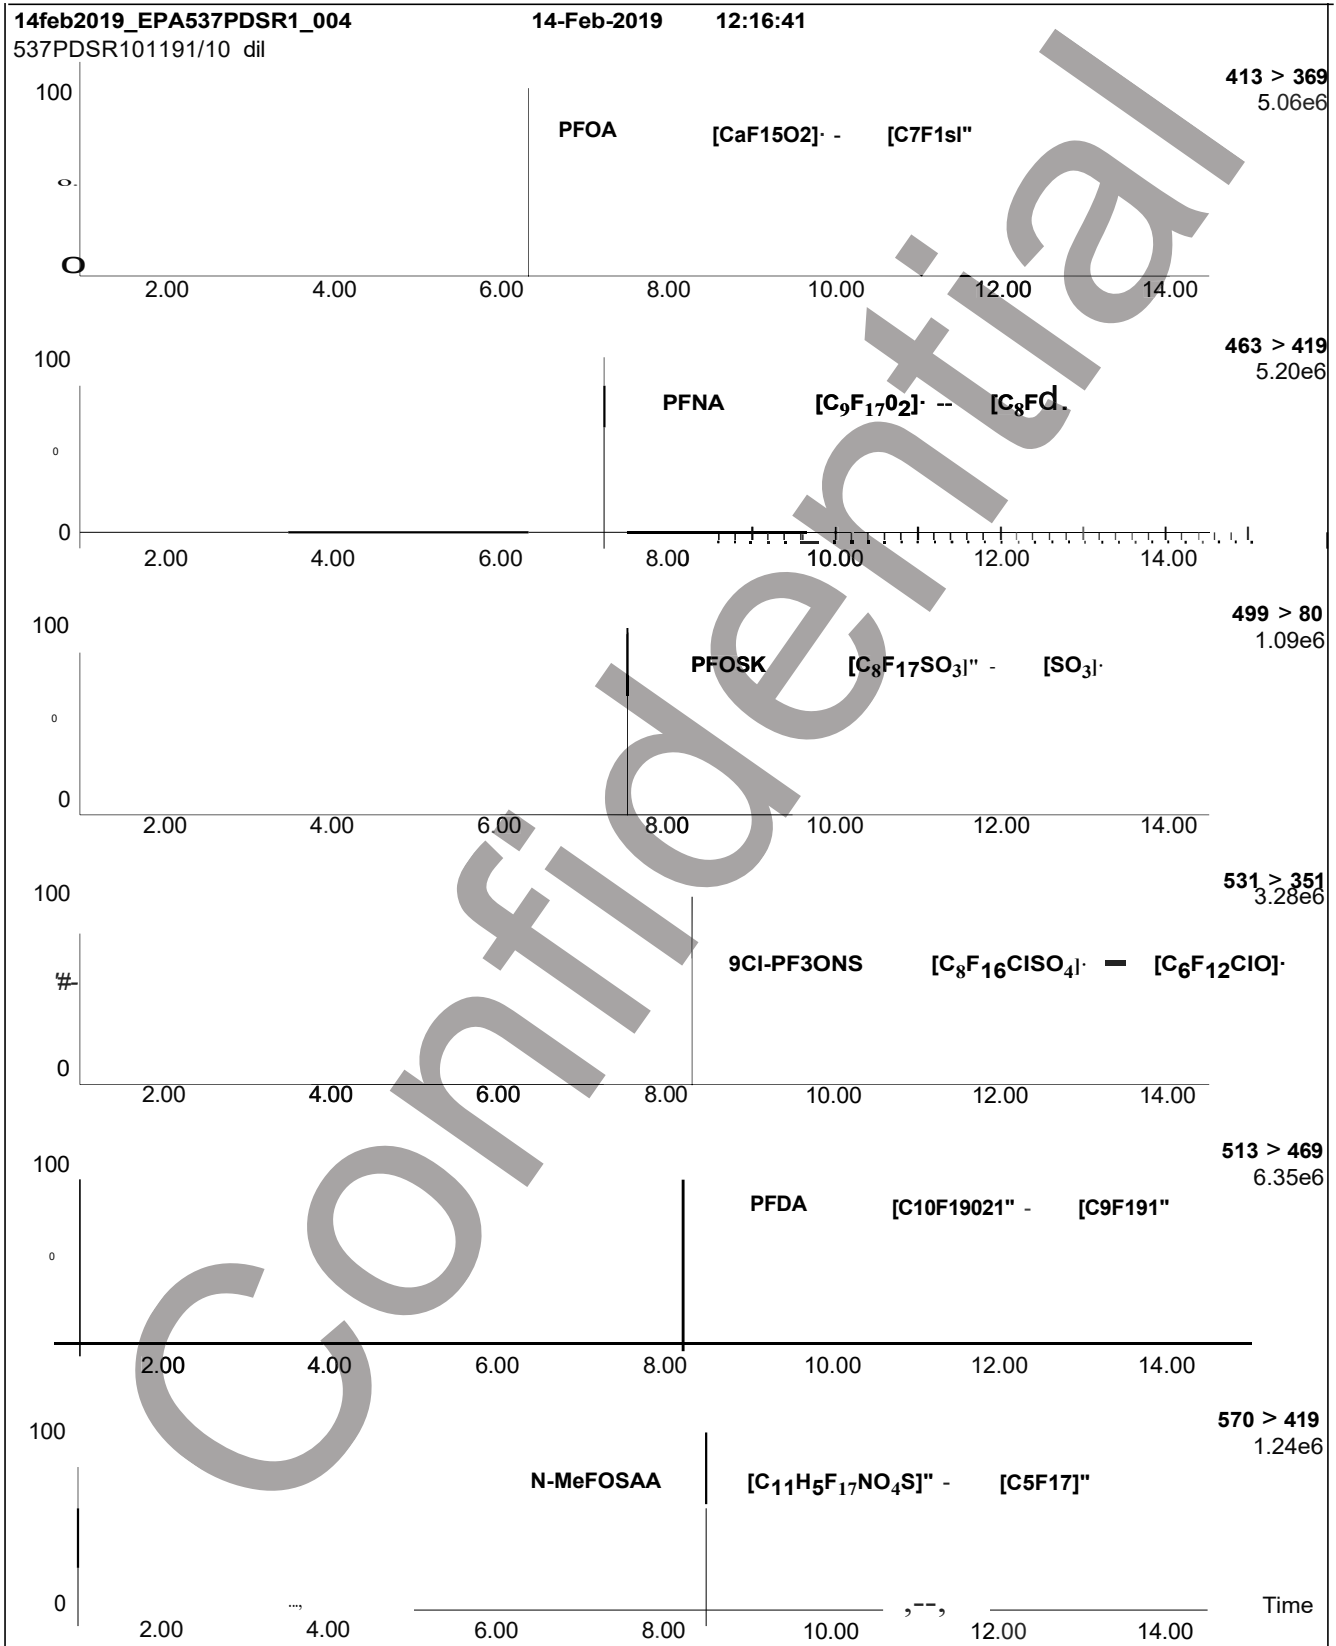 14feb2019_EPA537PDSR1_004 14-Feb-2019 12:16:41
537PDSR101191/10 dil
413 > 369
5.06e6
100
PFOA [CaF15O2]· - [C7F1sl"
o.
0
2.00 4.00 6.00 8.00 10.00 12.00 14.00
463 > 419
5.20e6
100
PFNA [C9F1702]· -- [C8Fd.
0
0
2.00 4.00 6.00 8.00 10.00 12.00 14.00
499 > 80
1.09e6
100
PFOSK [C8F17SO3]" - [SO3]·
0
0
2.00 4.00 6.00 8.00 10.00 12.00 14.00
531 > 351
3.28e6
100
9Cl-PF3ONS [C8F16ClSO4]· — [C6F12ClO]·
'#-
0
2.00 4.00 6.00 8.00 10.00 12.00 14.00
513 > 469
6.35e6
100
PFDA [C10F19021" - [C9F191"
0
2.00 4.00 6.00 8.00 10.00 12.00 14.00
570 > 419
1.24e6
100
N-MeFOSAA [C11H5F17NO4S]" - [C5F17]"
0 Time
2.00 4.00 6.00 8.00 10.00 12.00 14.00
Confidential